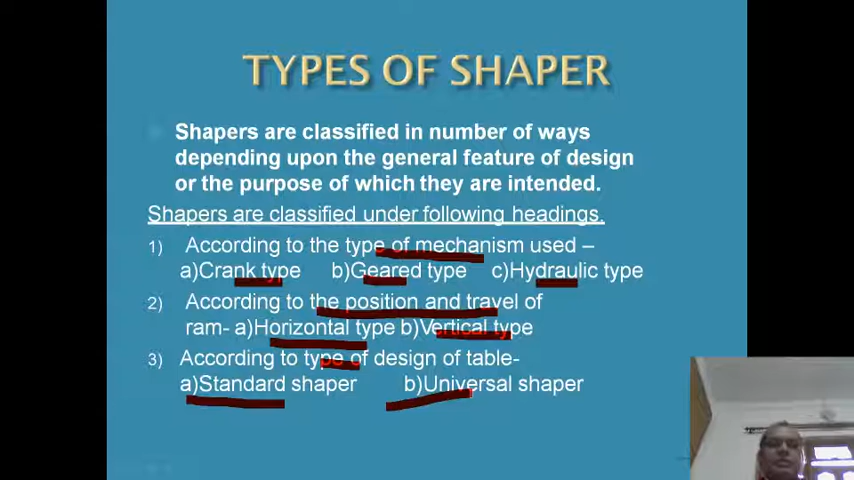 TYPES OF SHAPER
Shapers are classified in number of ways
depending upon the general feature of design
or the purpose of which they are intended.
Shapers are classified under following headings.
1) According to the type of mechanism used –
a)Crank type b)Geared type c)Hydraulic type
2) According to the position and travel of
ram- a)Horizontal type b)Vertical type
3) According to type of design of table-
a)Standard shaper b)Universal shaper